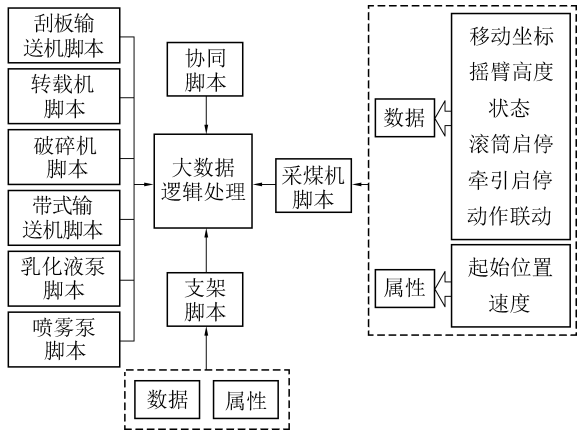 刮板输
送机脚本
转载机
脚本
破碎机
脚本
带式输
送机脚本
乳化液泵
脚本
喷雾泵
脚本
协同
脚本
大数据
逻辑处理
支架
脚本
数据
属性
采煤机
脚本
数据
移动坐标
摇臂高度
状态
滚筒启停
牵引启停
动作联动
属性
起始位置
速度